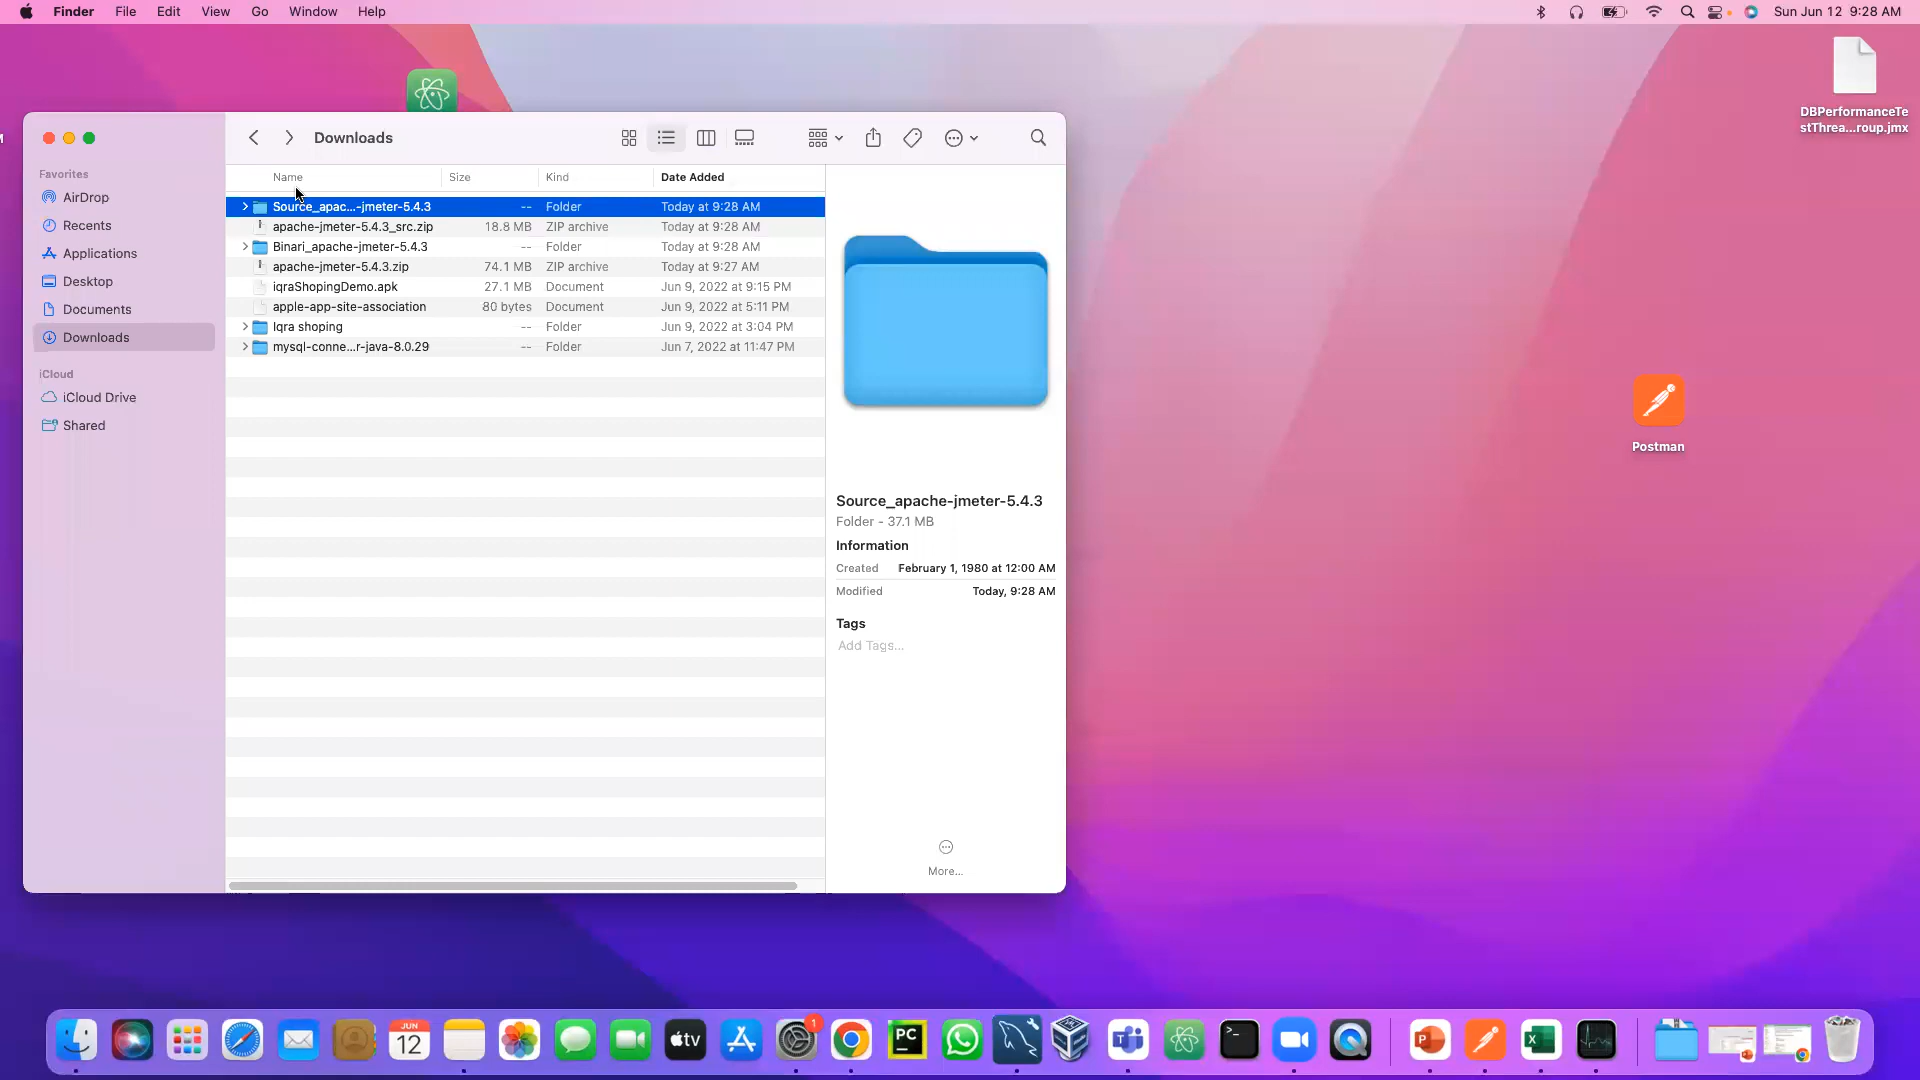 Finder File Edit View Go Window Help
Sun Jun 12 9:28 AM
DBPerformanceTe
stThrea...roup.jmx
Downloads
Favorites
AirDrop
Recents
Applications
Desktop
Documents
Downloads
iCloud
iCloud Drive
Shared
Name Size Kind Date Added
Source_apac...-jmeter-5.4.3 -- Folder Today at 9:28 AM
apache-jmeter-5.4.3_src.zip 18.8 MB ZIP archive Today at 9:28 AM
Binari_apache-jmeter-5.4.3 -- Folder Today at 9:28 AM
apache-jmeter-5.4.3.zip 74.1 MB ZIP archive Today at 9:27 AM
iqraShopingDemo.apk 27.1 MB Document Jun 9, 2022 at 9:15 PM
apple-app-site-association 80 bytes Document Jun 9, 2022 at 5:11 PM
Iqra shoping -- Folder Jun 9, 2022 at 3:04 PM
mysql-conne...r-java-8.0.29 -- Folder Jun 7, 2022 at 11:47 PM
Source_apache-jmeter-5.4.3
Folder - 37.1 MB
Information
Created February 1, 1980 at 12:00 AM
Modified Today, 9:28 AM
Tags
Add Tags...
More...
Postman
JUN
12
tv
1
PC
>_
P
X